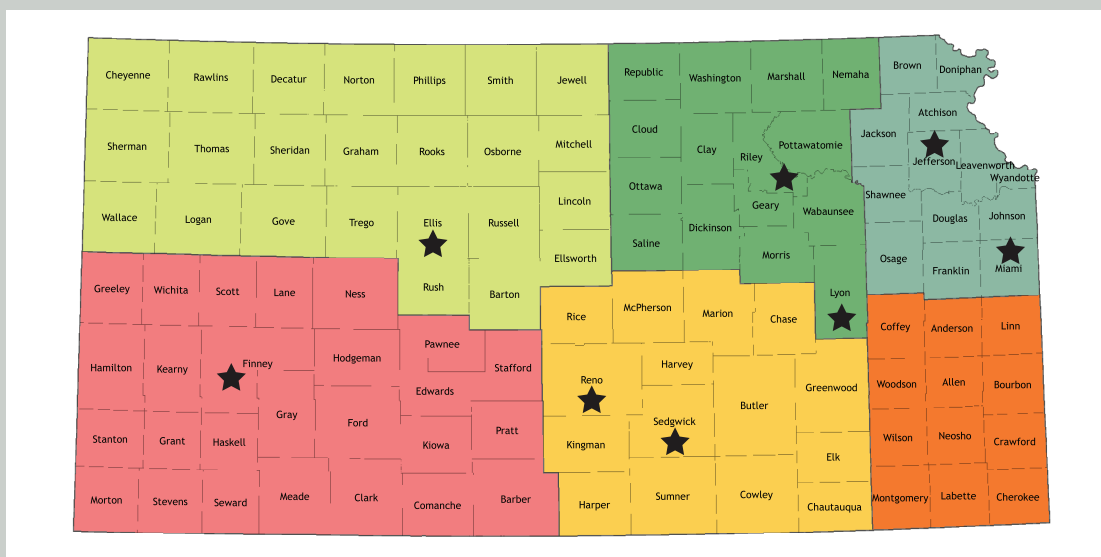 Cheyenne
Rawlins
Decatur
Norton
Phillips
Smith
Jewell
Republic
Washington
Marshall
Nemaha
Brown
Doniphan
Sherman
Thomas
Sheridan
Graham
Rooks
Osborne
Mitchell
Cloud
Clay
Riley
Pottawatomie
Jackson
Atchison
Jefferson
Leavenworth
Wyandotte
Wallace
Logan
Gove
Trego
Ellis
Russell
Lincoln
Ottawa
Geary
Wabaunsee
Shawnee
Douglas
Johnson
Ellsworth
Saline
Dickinson
Morris
Osage
Franklin
Miami
Greeley
Wichita
Scott
Lane
Ness
Rush
Barton
Rice
McPherson
Marion
Chase
Lyon
Coffey
Anderson
Linn
Hamilton
Kearny
Finney
Hodgeman
Pawnee
Stafford
Edwards
Reno
Harvey
Butler
Greenwood
Woodson
Allen
Bourbon
Stanton
Grant
Haskell
Gray
Ford
Kiowa
Pratt
Kingman
Sedgwick
Elk
Wilson
Neosho
Crawford
Morton
Stevens
Seward
Meade
Clark
Comanche
Barber
Harper
Sumner
Cowley
Chautauqua
Montgomery
Labette
Cherokee